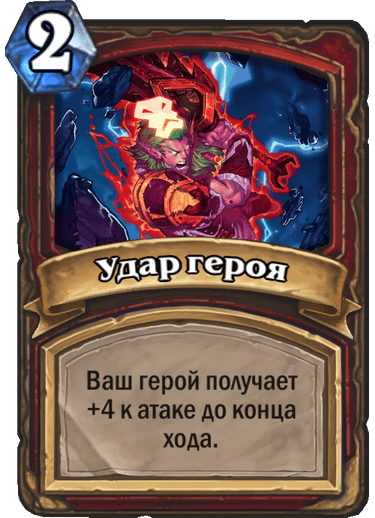 2
Удар героя
Ваш герой получает
+4 к атаке до конца
хода.